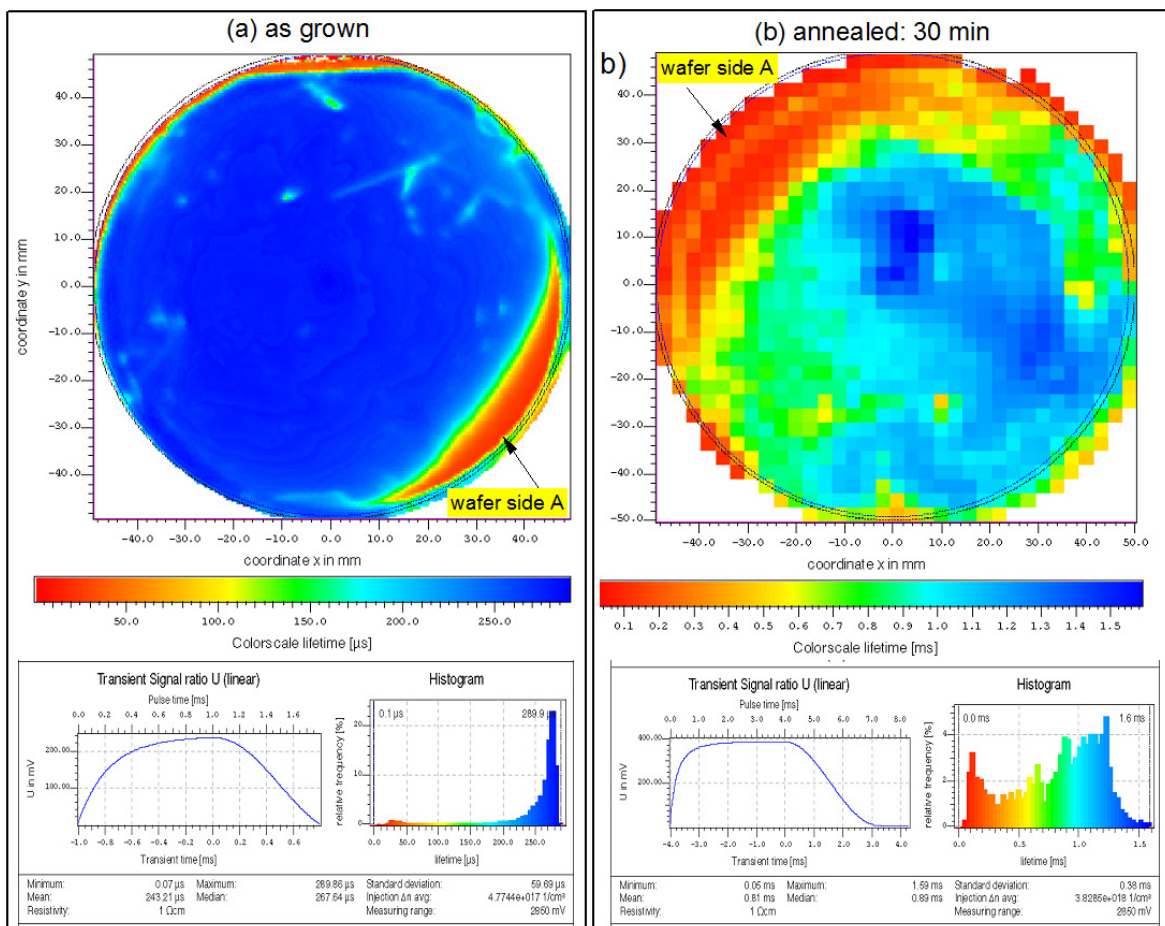 (a) as grown
40.0
30.0
20.0
10.0
0.0
-10.0
-20.0
-30.0
-40.0
coordinate y in mm
-40.0 -30.0 -20.0 -10.0 0.0 10.0 20.0 30.0 40.0
coordinate x in mm
wafer side A
50.0 100.0 150.0 200.0 250.0
Colorscale lifetime [µs]
Transient Signal ratio U (linear)
Pulse time [ms]
0.0 0.4 0.8 1.0 1.2 1.6
U in mV
200.00
100.00
-1.0 -0.8 -0.6 -0.4 -0.2 0.0 0.2 0.4 0.6
Transient time [ms]
Histogram
0.1 µs 289.9 µs
relative frequency [%]
20
10
0
0 50 100 150 200 250
lifetime [µs]
Minimum: 0.07 µs Maximum: 289.86 µs Standard deviation: 59.69 µs
Mean: 243.21 µs Median: 267.64 µs Injection Δn avg: 4.7744e+017 1/cm³
Resistivity: 1 Ωcm Measuring range: 2850 mV
(b) annealed: 30 min
b)
wafer side A
40.0
30.0
20.0
10.0
0.0
-10.0
-20.0
-30.0
-40.0
-50.0
-40.0 -30.0 -20.0 -10.0 0.0 10.0 20.0 30.0 40.0 50.0
coordinate x in mm
0.1 0.2 0.3 0.4 0.5 0.6 0.7 0.8 0.9 1.0 1.1 1.2 1.3 1.4 1.5
Colorscale lifetime [ms]
Transient Signal ratio U (linear)
Pulse time [ms]
0.0 1.0 2.0 3.0 4.0 5.0 6.0 7.0 8.0
U in mV
400.00
200.00
-4.0 -3.0 -2.0 -1.0 0.0 1.0 2.0 3.0 4.0
Transient time [ms]
Histogram
0.0 ms 1.6 ms
relative frequency [%]
4
2
0
0.0 0.5 1.0 1.5
lifetime [ms]
Minimum: 0.05 ms Maximum: 1.59 ms Standard deviation: 0.38 ms
Mean: 0.81 ms Median: 0.89 ms Injection Δn avg: 3.8285e+018 1/cm³
Resistivity: 1 Ωcm Measuring range: 2850 mV